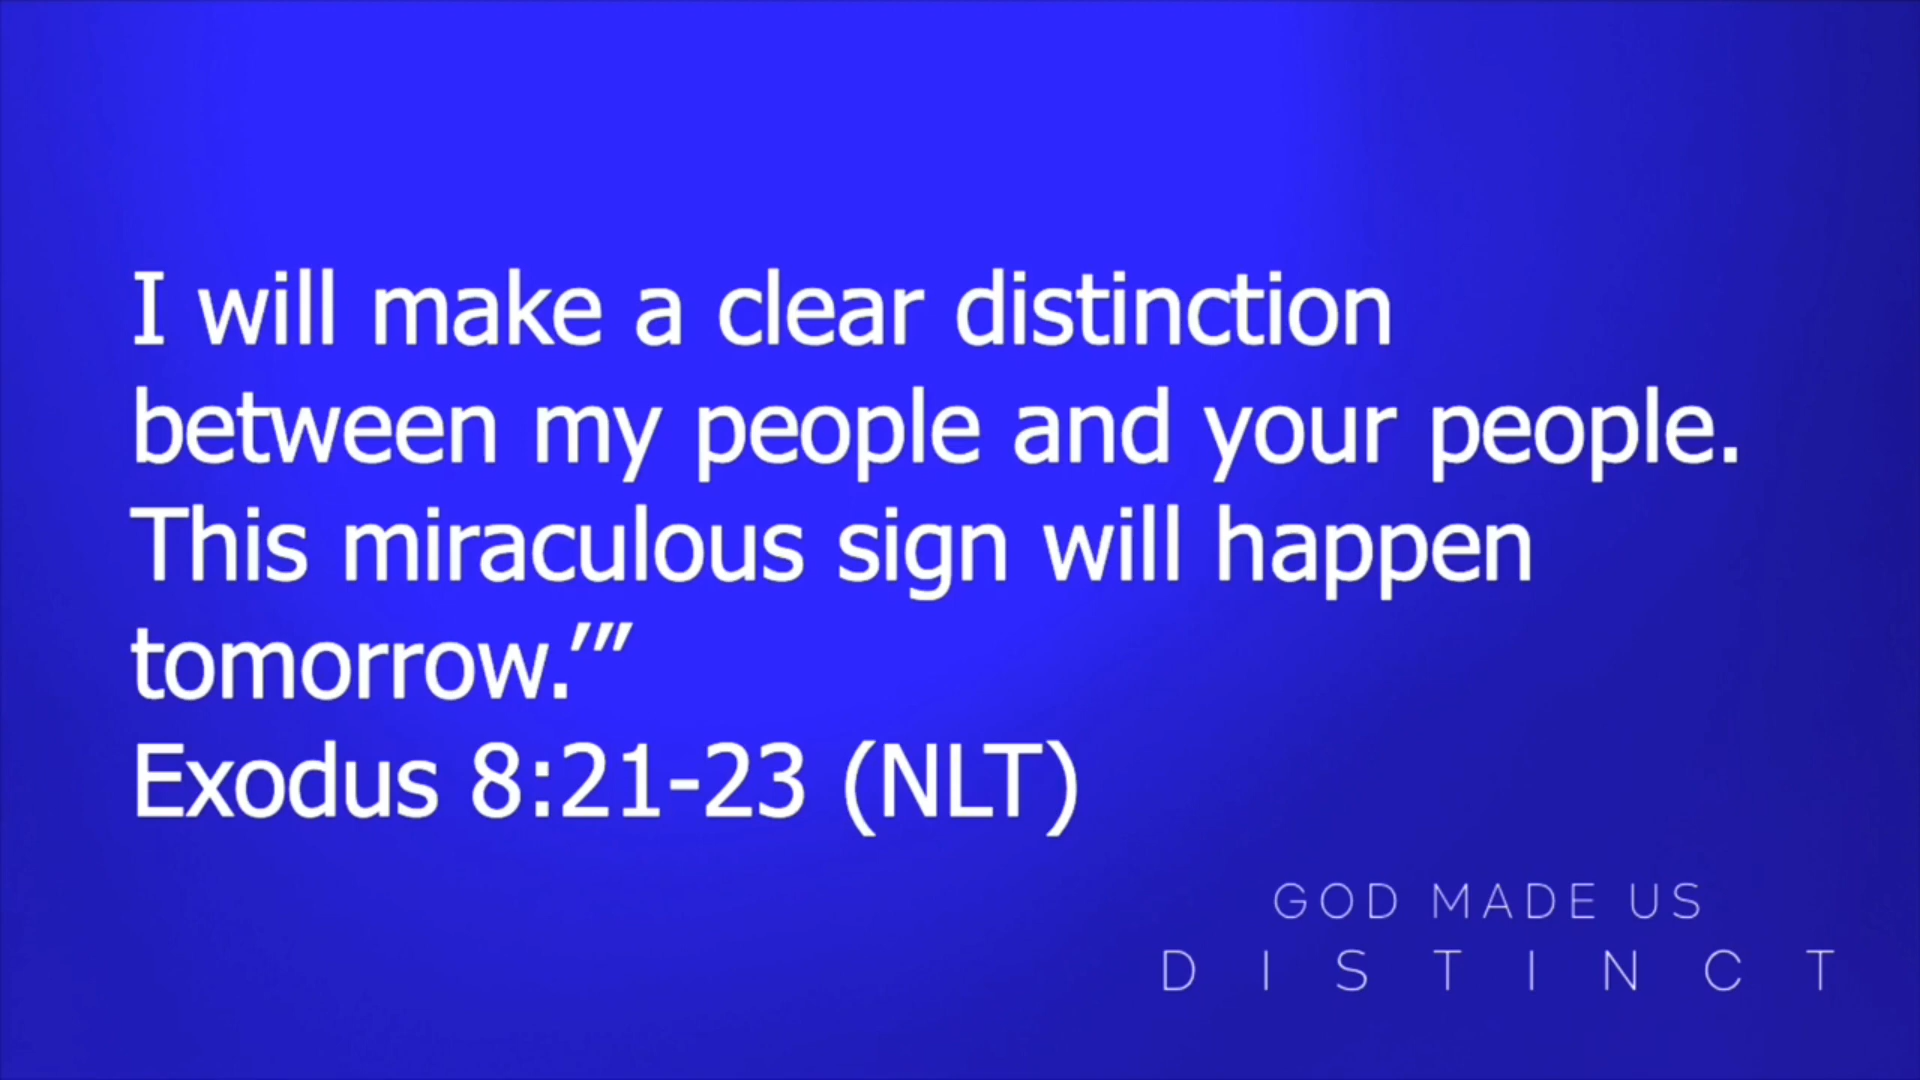 I will make a clear distinction
between my people and your people.
This miraculous sign will happen
tomorrow.’”
Exodus 8:21-23 (NLT)
GOD MADE US
DISTINCT